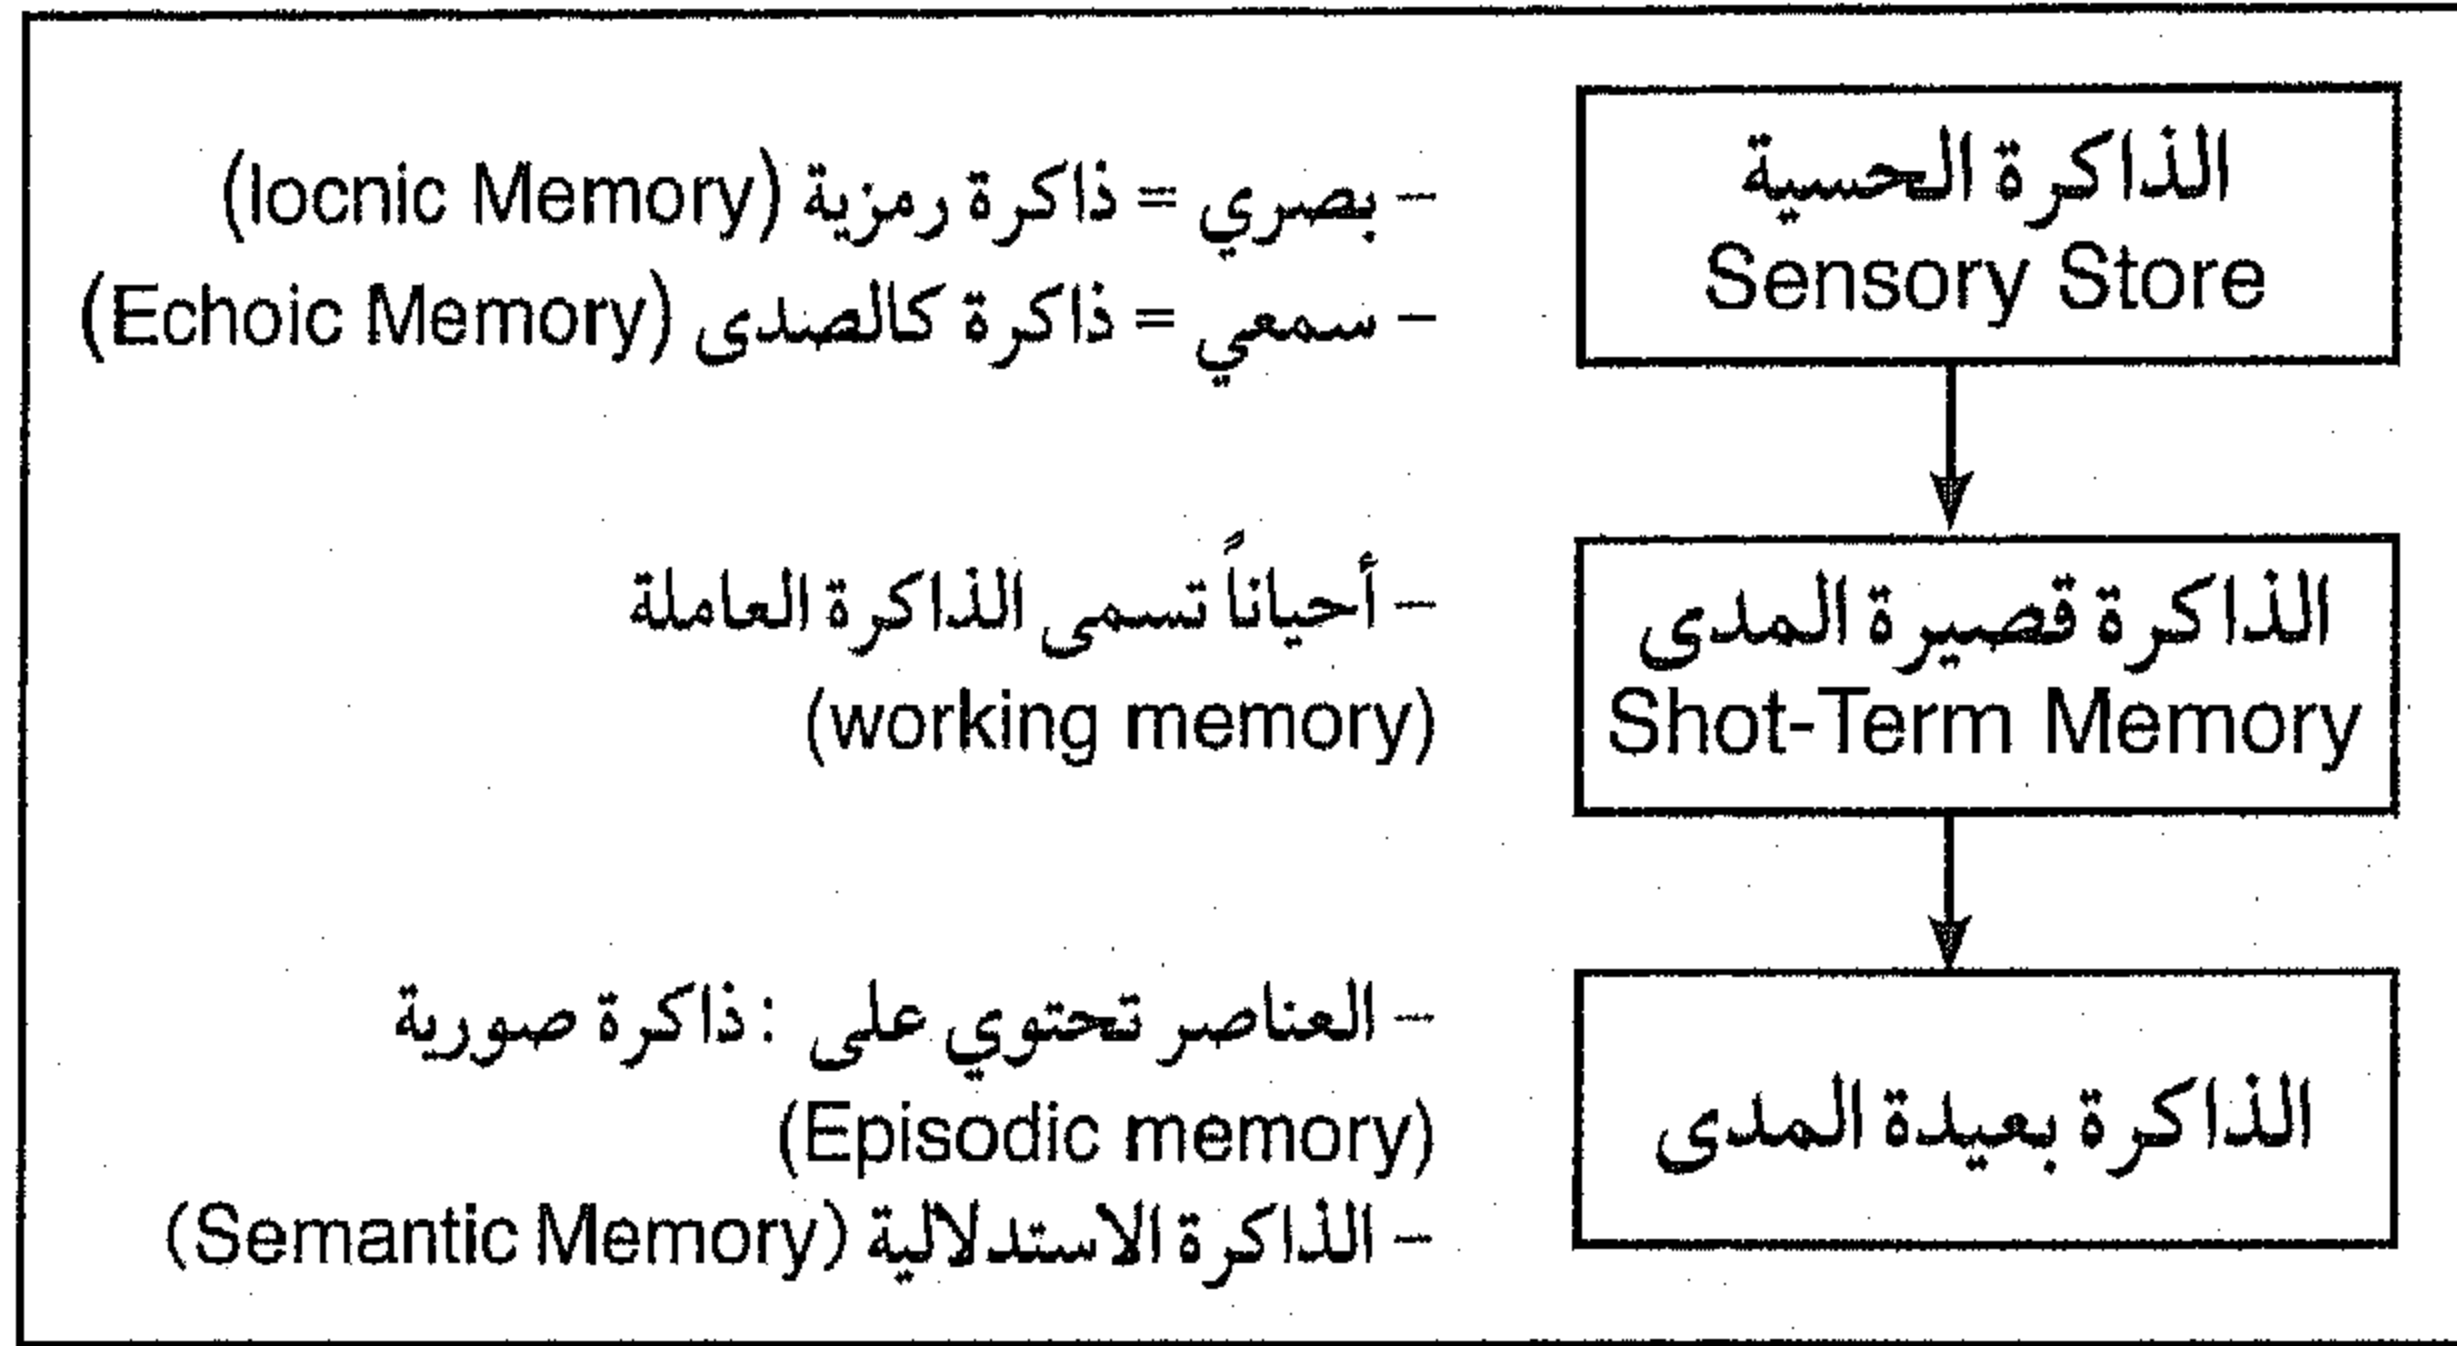 الذاكرة الحسية
Sensory Store
– بصري = ذاكرة رمزية (Iocnic Memory)
– سمعي = ذاكرة كالصدى (Echoic Memory)
الذاكرة قصيرة المدى
Shot-Term Memory
– أحياناً تسمى الذاكرة العاملة
(working memory)
الذاكرة بعيدة المدى
– العناصر تحتوي على : ذاكرة صورية
(Episodic memory)
– الذاكرة الاستدلالية (Semantic Memory)